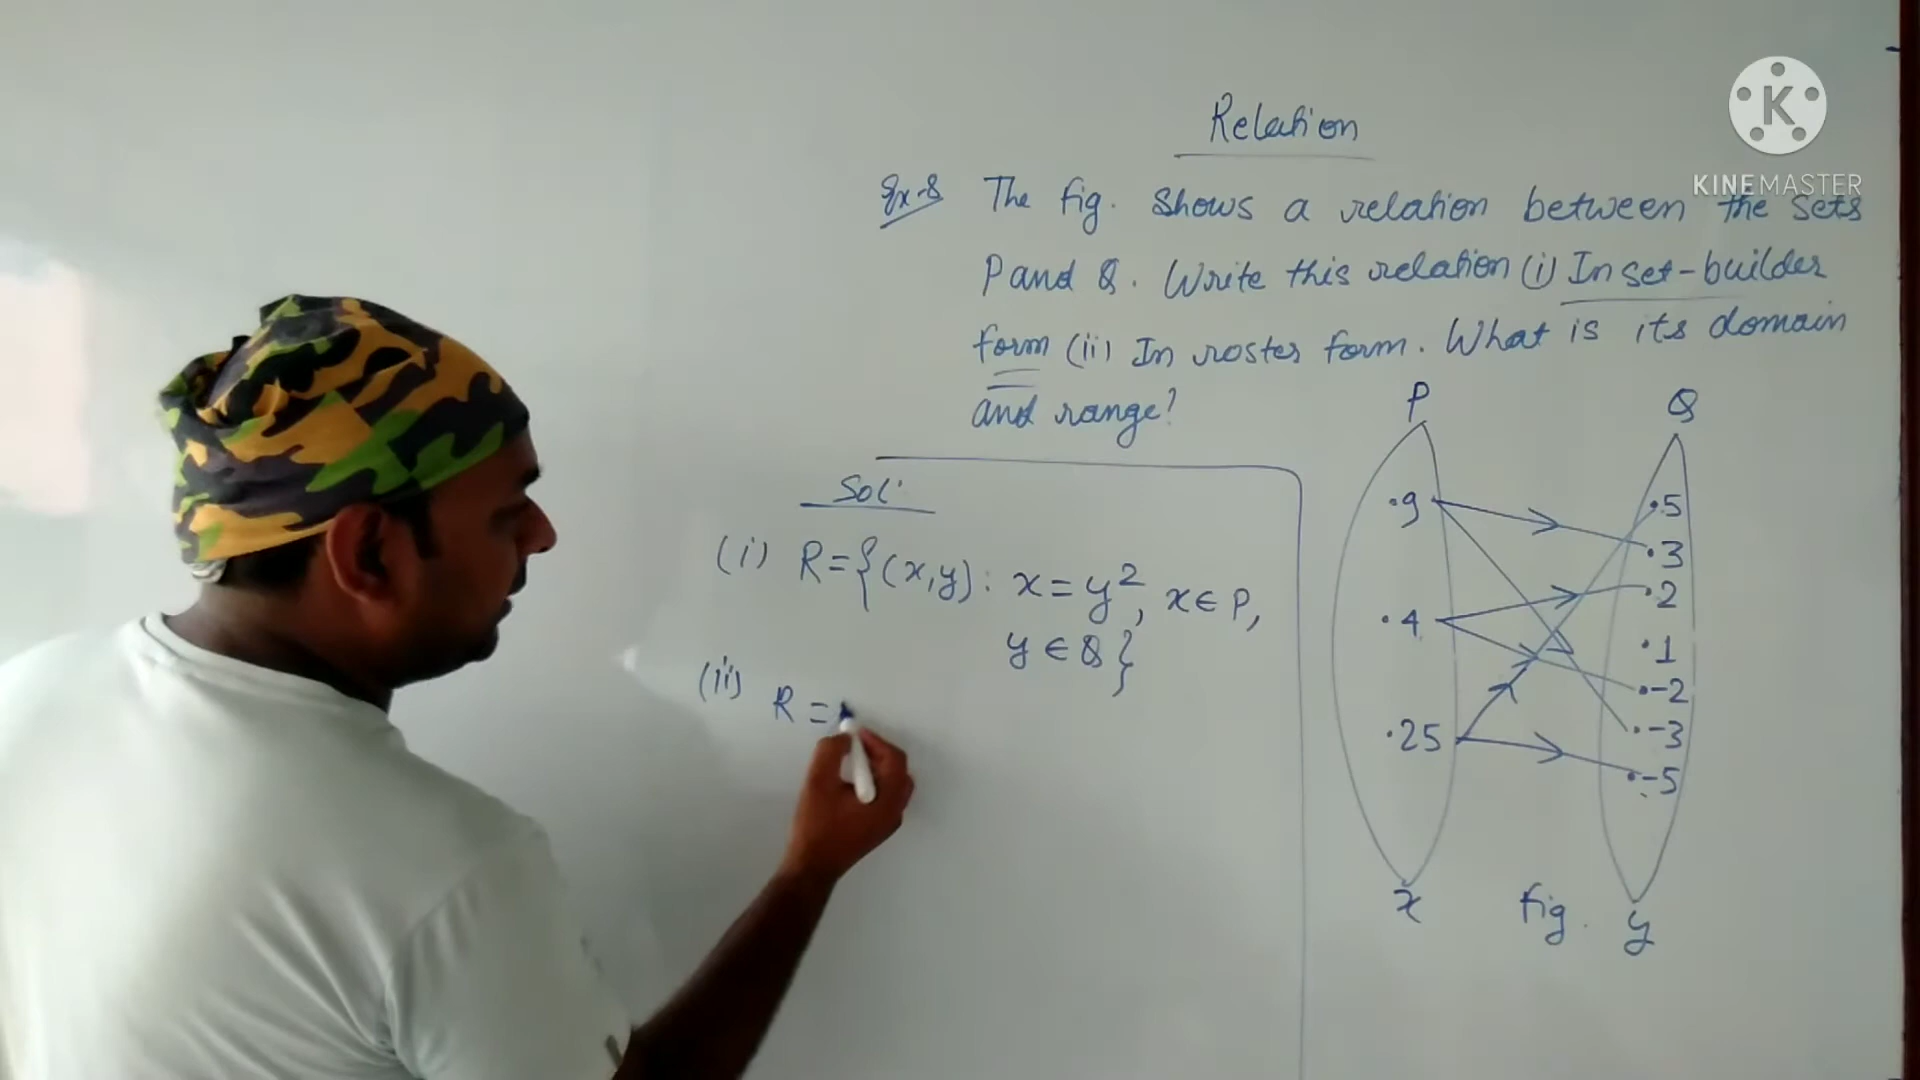 Relation
K
KINEMASTER
Ex-8 The fig. shows a relation between the sets
P and Q. Write this relation (i) In set-builder
form (ii) In roster form. What is its domain
and range?
Sol:
(i) R={(x,y): x=y², x∈P,
y∈Q}
(ii) R =
P Q
.9 .5
.3
.4 .2
.1
.-2
.25 .-3
.-5
x fig. y